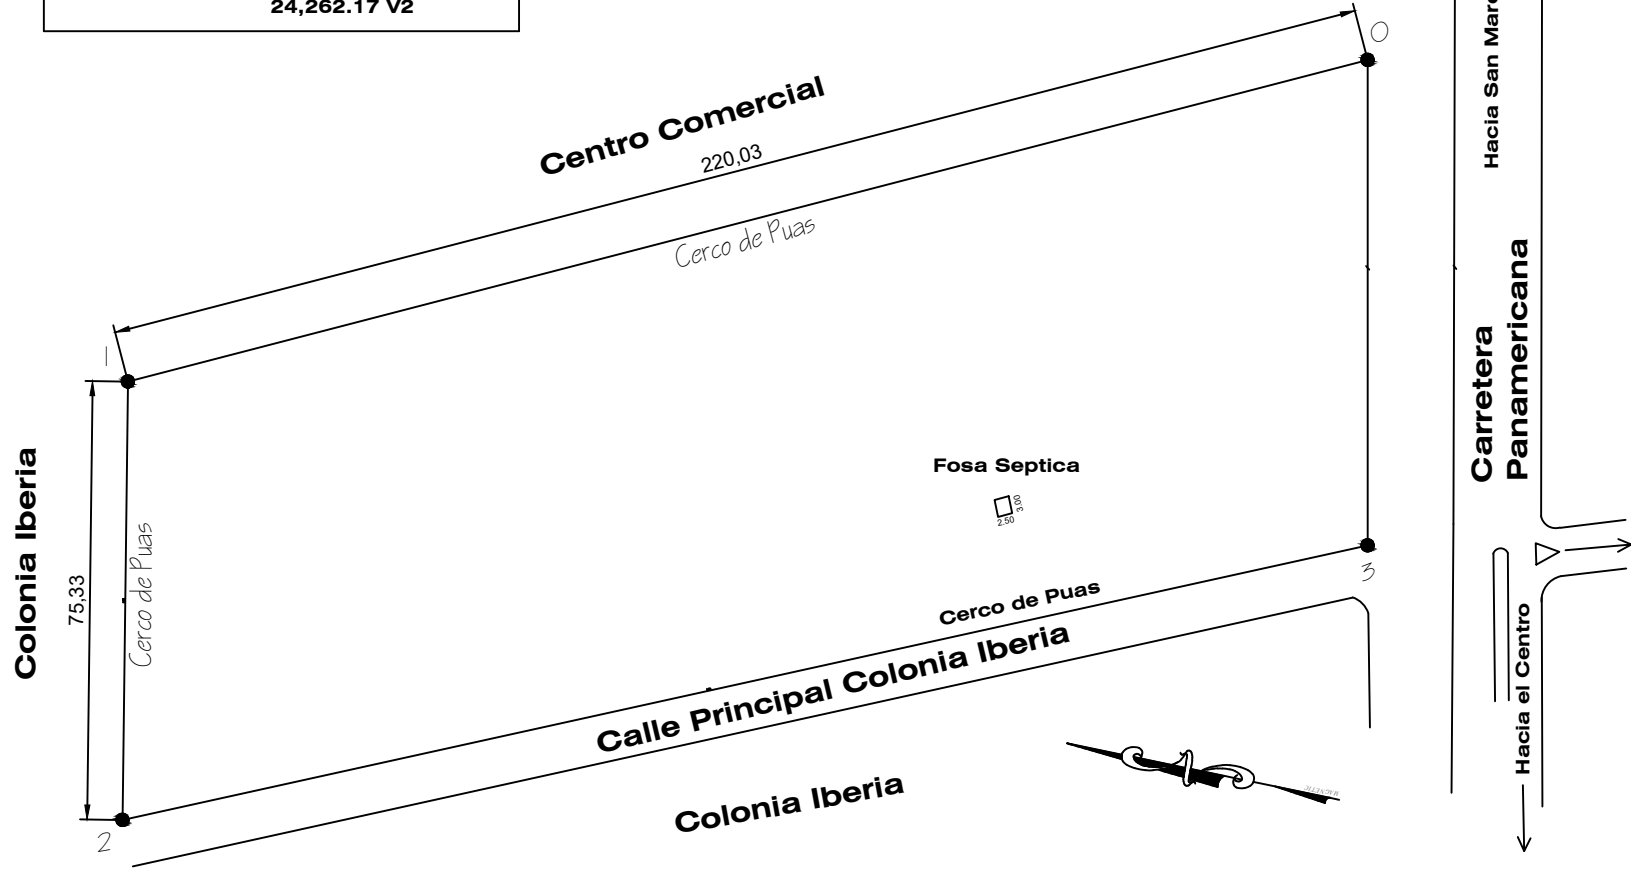 24,262.17 V2
0
Hacia San Marc
Centro Comercial
220,03
Cerco de Puas
1
Carretera
Panamericana
Colonia Iberia
75,33
Cerco de Puas
Fosa Septica
3.00
2.50
3
Cerco de Puas
Calle Principal Colonia Iberia
Hacia el Centro
Colonia Iberia
MAGNETIC
2